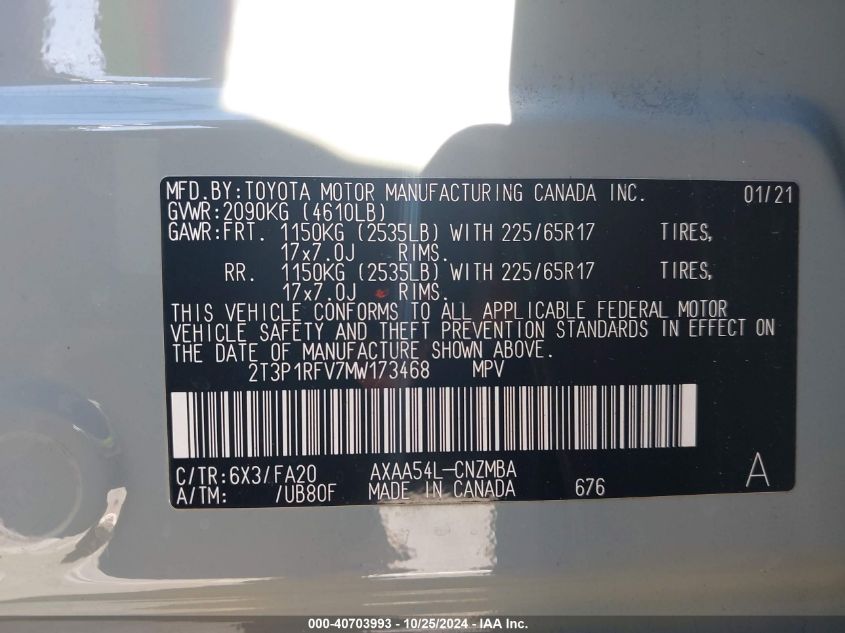 MFD.BY:TOYOTA MOTOR MANUFACTURING CANADA INC. 01/21
GVWR:2090KG (4610LB)
GAWR:FRT. 1150KG (2535LB) WITH 225/65R17 TIRES,
17x7.0J RIMS.
RR. 1150KG (2535LB) WITH 225/65R17 TIRES,
17x7.0J RIMS.
THIS VEHICLE CONFORMS TO ALL APPLICABLE FEDERAL MOTOR
VEHICLE SAFETY AND THEFT PREVENTION STANDARDS IN EFFECT ON
THE DATE OF MANUFACTURE SHOWN ABOVE.
2T3P1RFV7MW173468 MPV
C/TR:6X3/FA20 AXAA54L-CNZMBA A
A/TM: /UB80F MADE IN CANADA 676
000-40703993 - 10/25/2024 - IAA Inc.